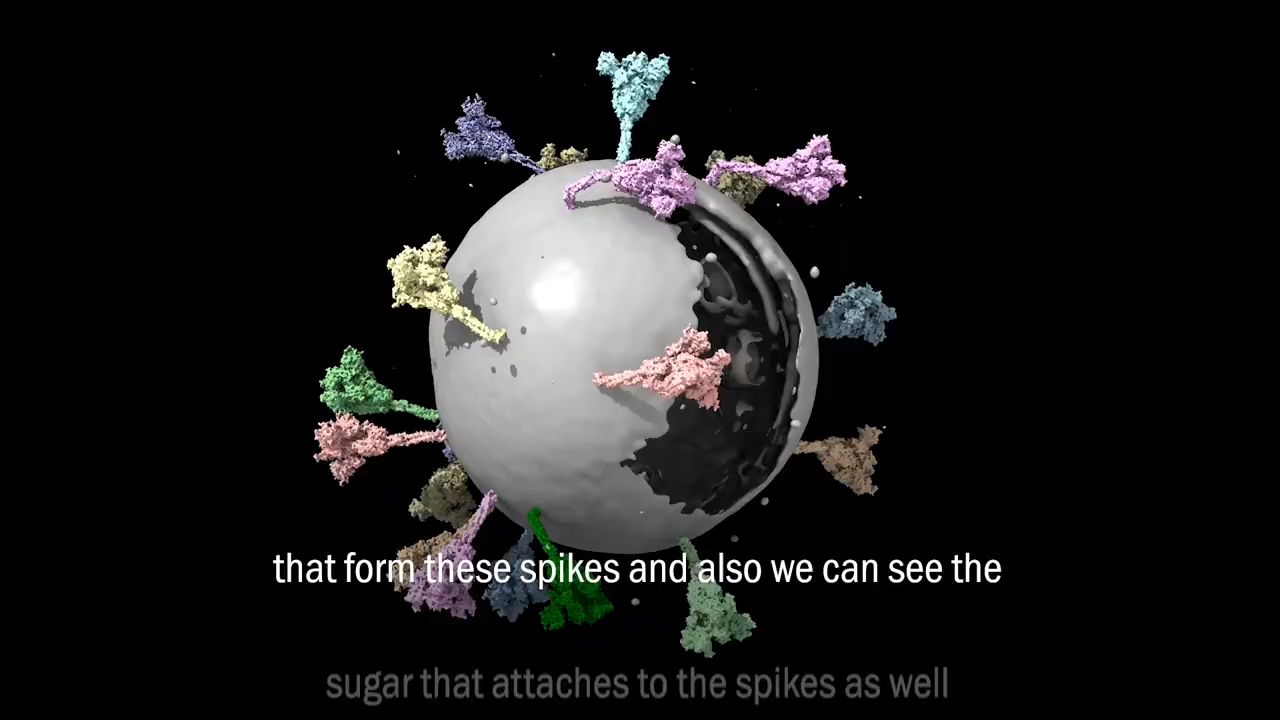 that form these spikes and also we can see the
sugar that attaches to the spikes as well